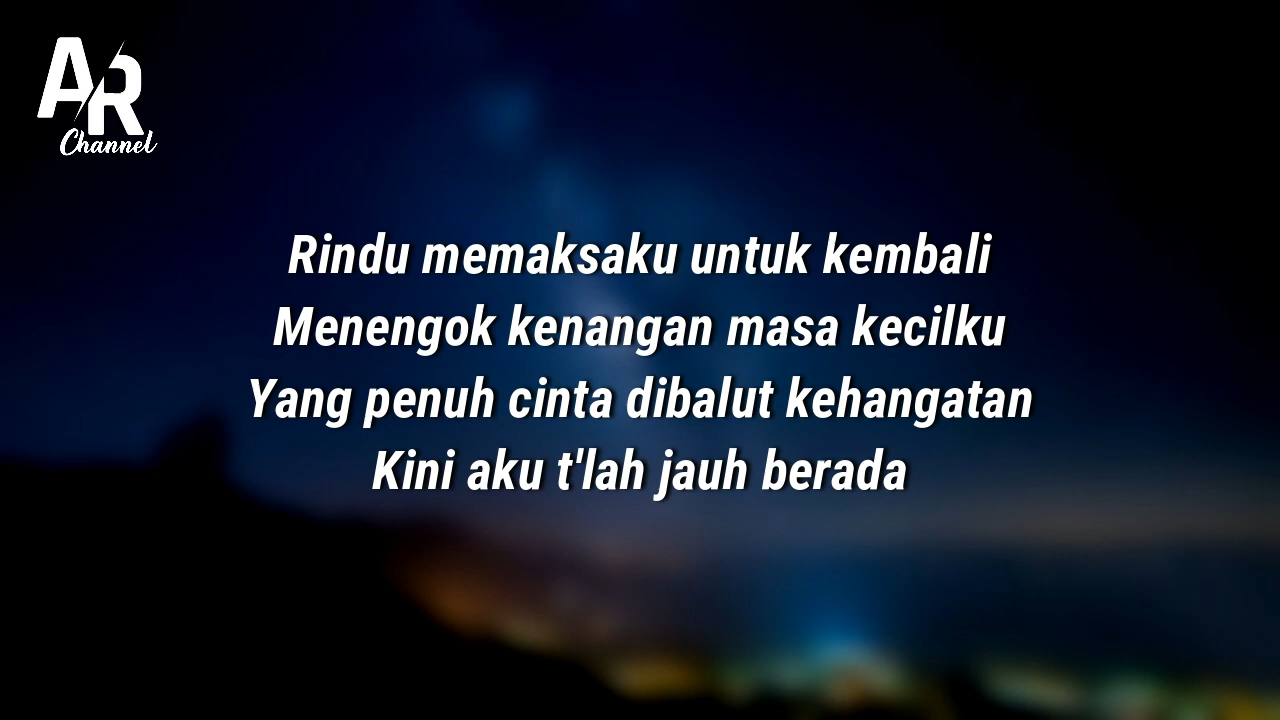 AR
Channel
Rindu memaksaku untuk kembali
Menengok kenangan masa kecilku
Yang penuh cinta dibalut kehangatan
Kini aku t'lah jauh berada